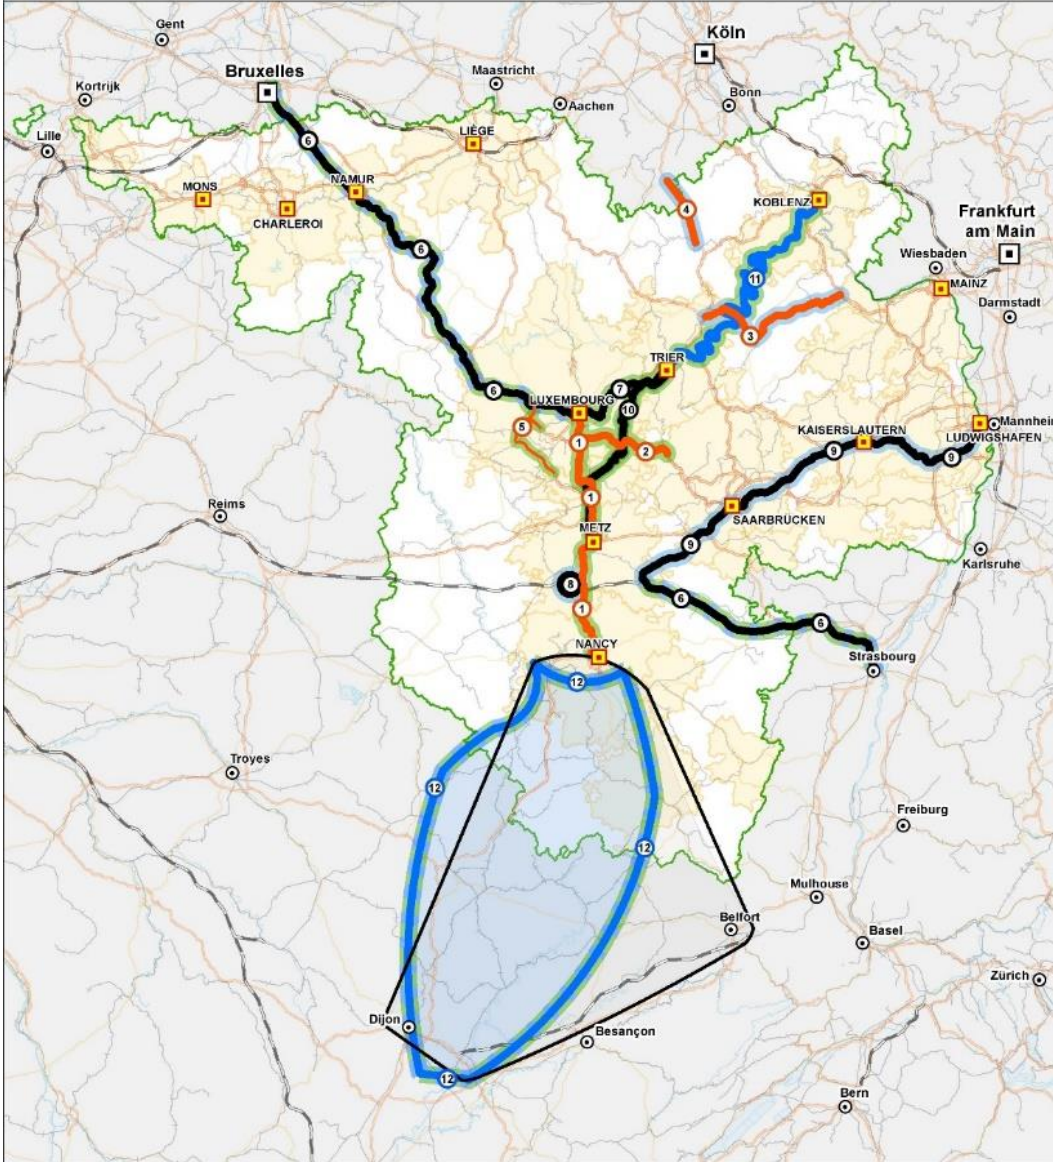 Gent
Köln
Bruxelles
Maastricht
Kortrijk
Aachen
Bonn
Lille
6
LIÈGE
NAMUR
MONS
CHARLEROI
4
KOBLENZ
Frankfurt
am Main
6
Wiesbaden
11
MAINZ
Darmstadt
3
TRIER
6
7
LUXEMBOURG
10
5
1
2
KAISERSLAUTERN
9
Mannheim
LUDWIGSHAFEN
9
1
Reims
SAARBRÜCKEN
METZ
9
Karlsruhe
8
6
1
6
NANCY
Strasbourg
12
Troyes
12
Freiburg
12
Mulhouse
Belfort
Basel
Zürich
Dijon
Besançon
12
Bern